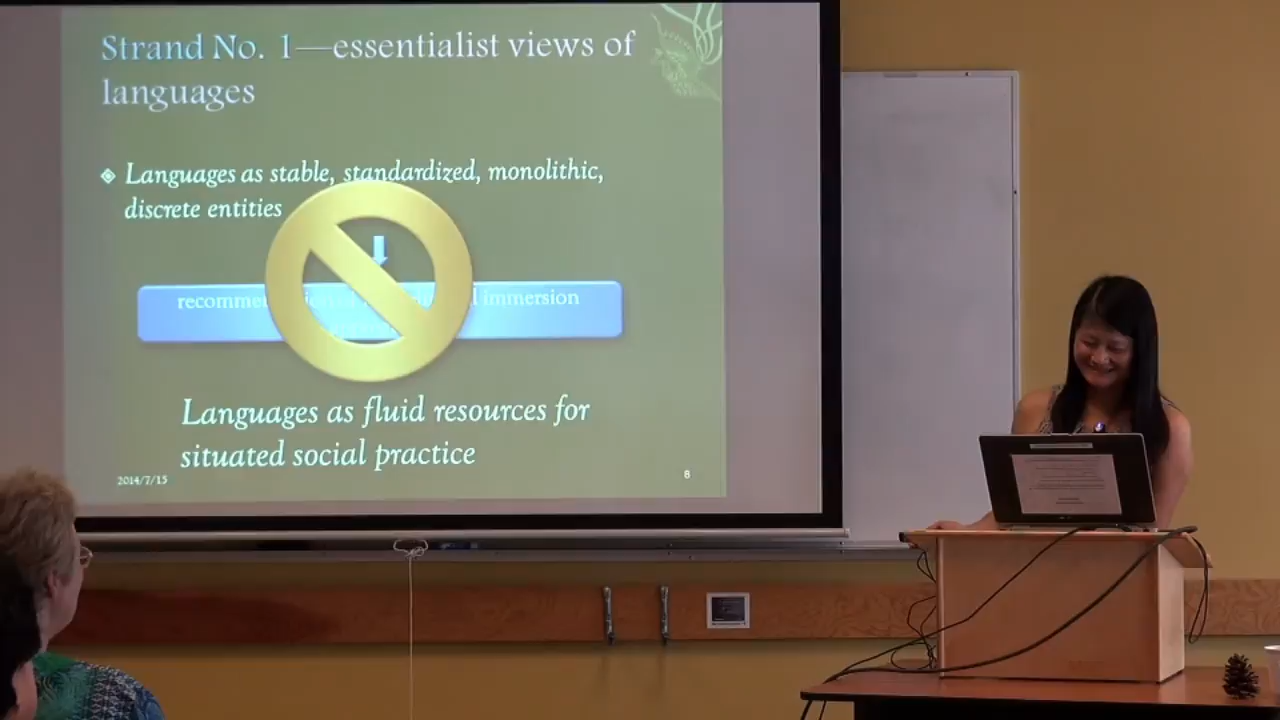 Strand No. 1—essentialist views of
languages
Languages as stable, standardized, monolithic,
discrete entities
immersion
Languages as fluid resources for
situated social practice
2014/7/15
8